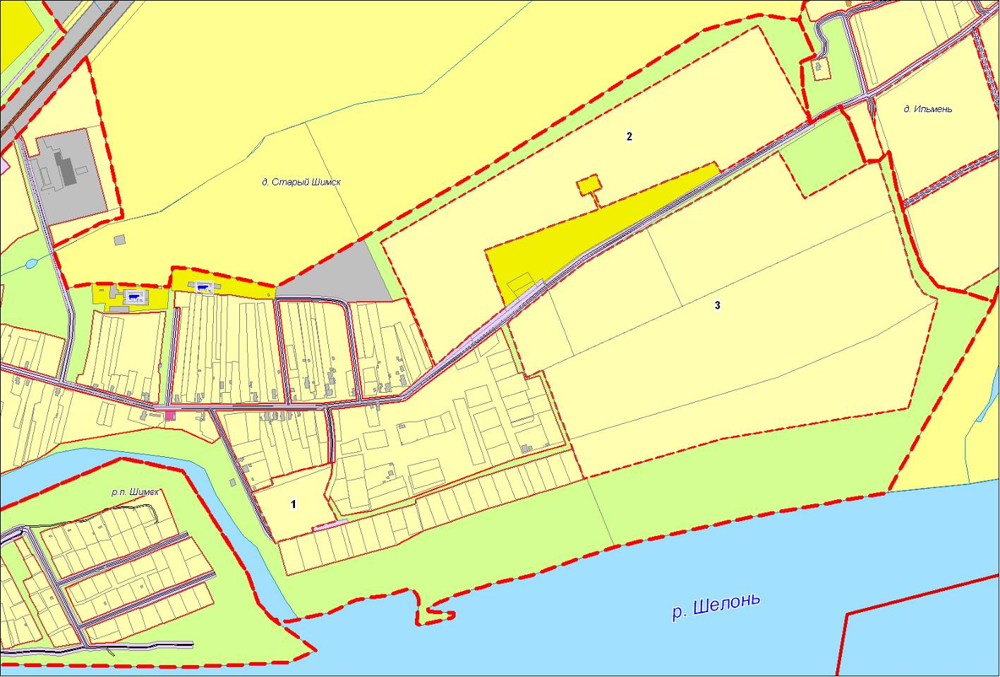 д. Ильмень
2
д. Старый Шимск
3
р.п. Шимск
1
р. Шелонь